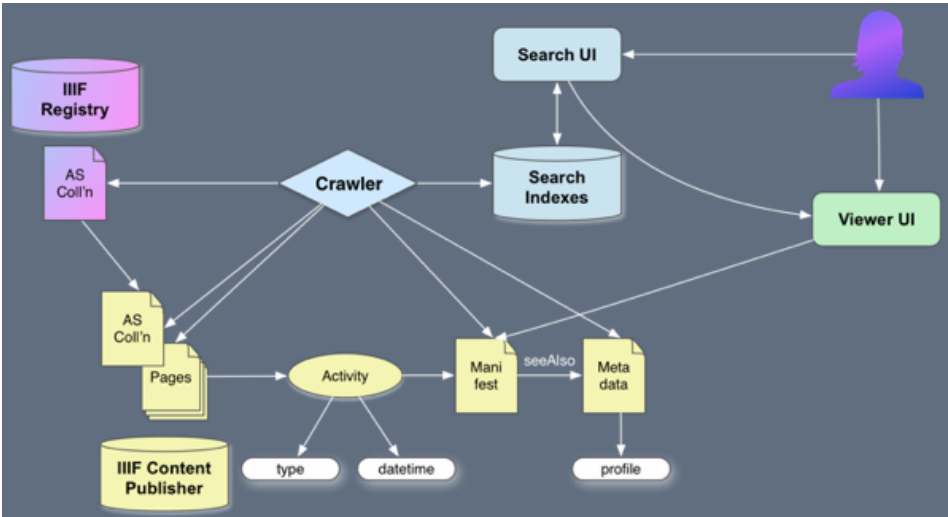 Search UI
IIIF
Registry
AS
Coll'n
Crawler
Search
Indexes
Viewer UI
AS
Coll'n
Pages
Activity
Mani
fest
seeAlso
Meta
data
type
datetime
profile
IIIF Content
Publisher